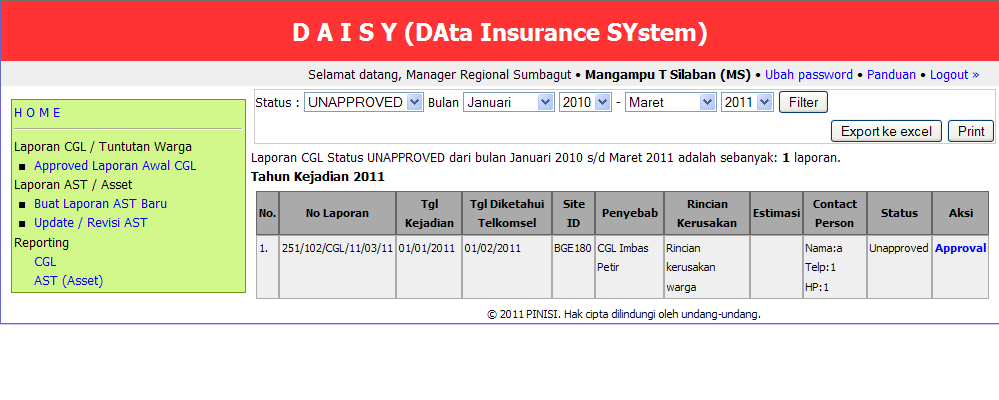 D A I S Y (DAta Insurance SYstem)
Selamat datang, Manager Regional Sumbagut • Mangampu T Silaban (MS) • Ubah password • Panduan • Logout »
H O M E
Laporan CGL / Tuntutan Warga
Approved Laporan Awal CGL
Laporan AST / Asset
Buat Laporan AST Baru
Update / Revisi AST
Reporting
CGL
AST (Asset)
Status : UNAPPROVED Bulan Januari 2010 - Maret 2011 Filter
Export ke excel Print
Laporan CGL Status UNAPPROVED dari bulan Januari 2010 s/d Maret 2011 adalah sebanyak: 1 laporan.
Tahun Kejadian 2011
No. No Laporan Tgl Kejadian Tgl Diketahui Telkomsel Site ID Penyebab Rincian Kerusakan Estimasi Contact Person Status Aksi
1. 251/102/CGL/11/03/11 01/01/2011 01/02/2011 BGE180 CGL Imbas Petir Rincian kerusakan warga Nama:a Telp:1 HP:1 Unapproved Approval
© 2011 PINISI. Hak cipta dilindungi oleh undang-undang.